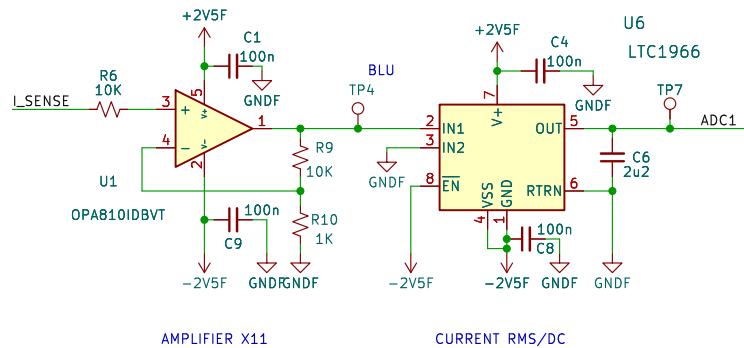 +2V5F
C1
100n
GNDF
R6
10K
I_SENSE
3
+
5
V+
1
4
-
V-
2
U1
OPA810IDBVT
100n
C9
-2V5F
GNDF
GNDF
R9
10K
R10
1K
BLU
TP4
+2V5F
C4
100n
GNDF
U6
LTC1966
7
V+
2
IN1
3
IN2
GNDF
8
EN
VSS
GND
4
1
OUT
5
RTRN
6
TP7
ADC1
C6
2u2
100n
C8
-2V5F
-2V5F
GNDF
GNDF
AMPLIFIER X11
CURRENT RMS/DC